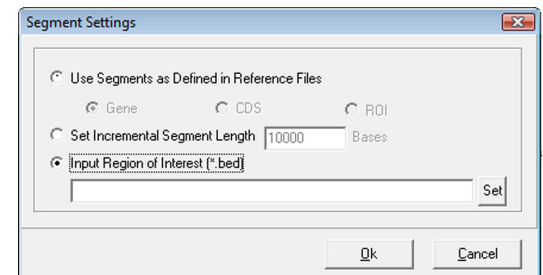 Segment Settings
Use Segments as Defined in Reference Files
Gene CDS ROI
Set Incremental Segment Length 10000 Bases
Input Region of Interest (*.bed)
Set
Ok Cancel